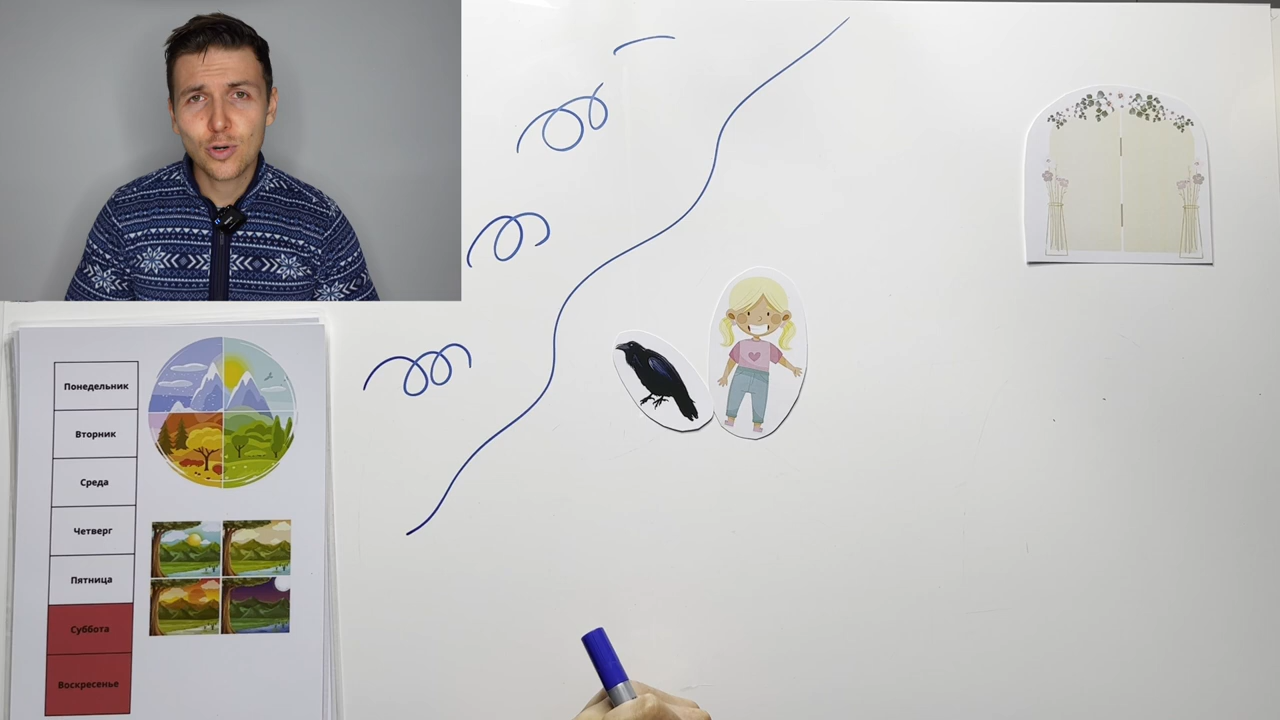 Понедельник
Вторник
Среда
Четверг
Пятница
Суббота
Воскресенье